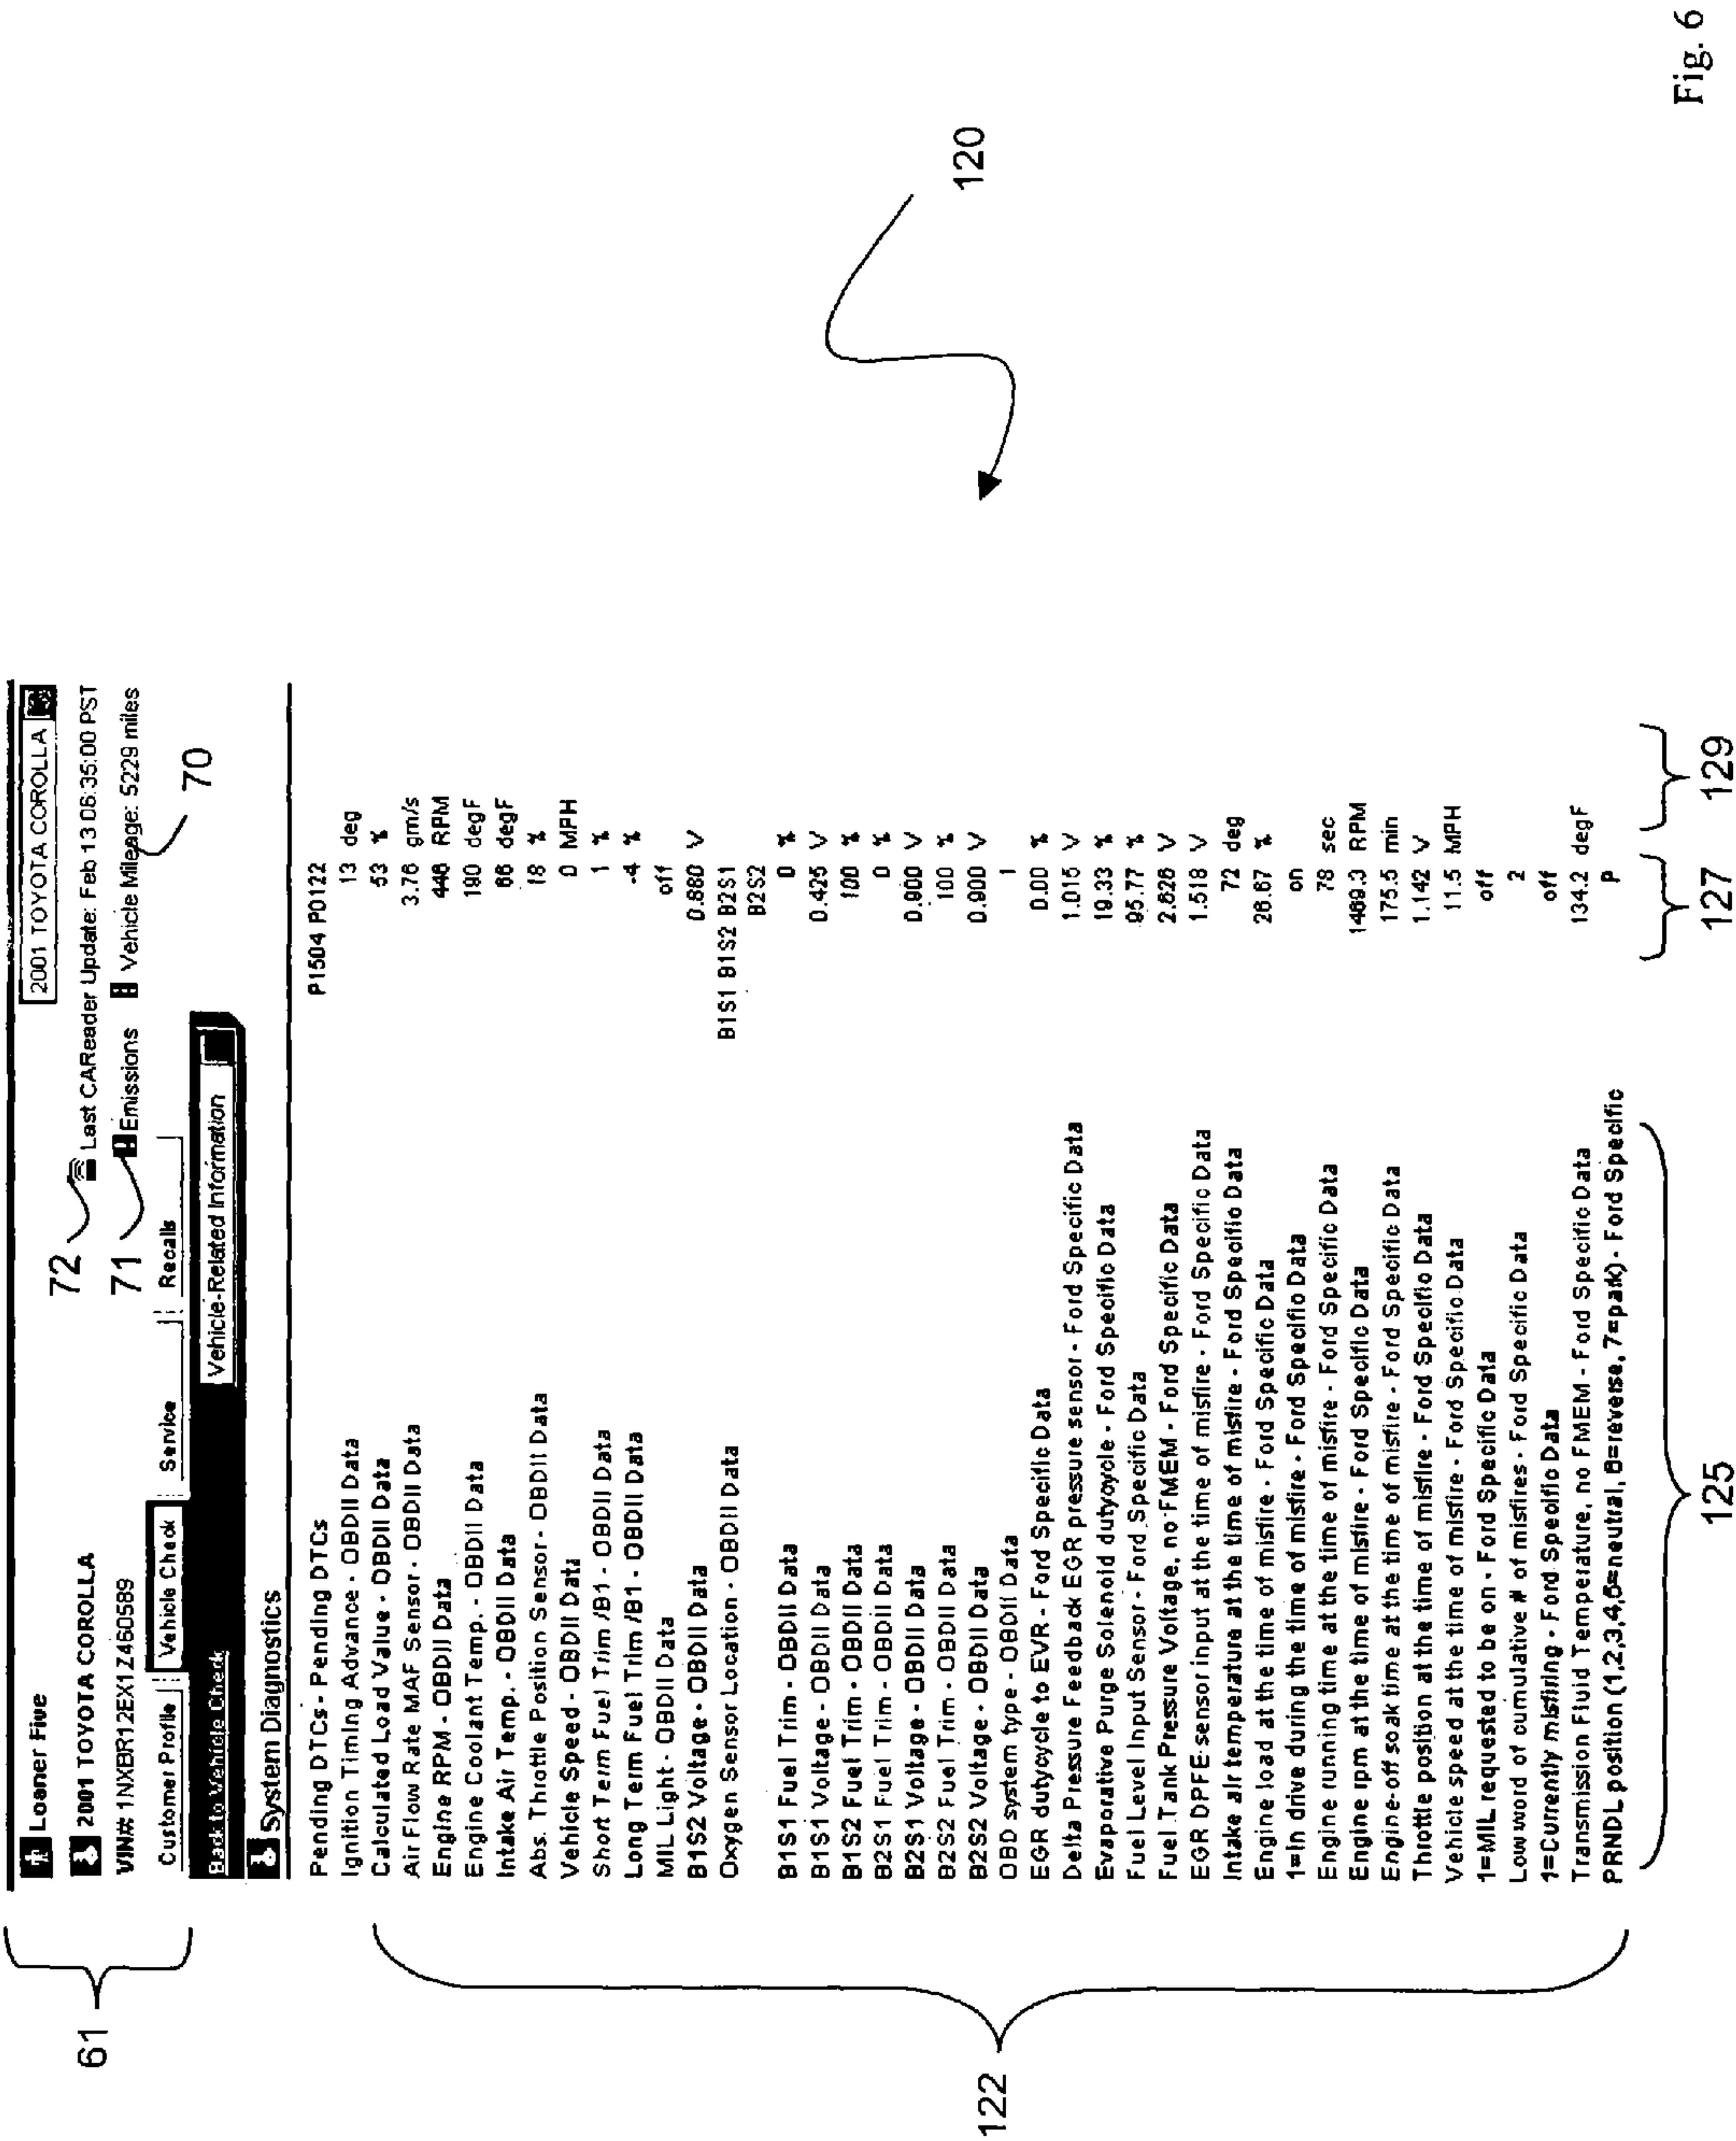 61
Loaner Five
2001 TOYOTA COROLLA
72
Last CAReader Update: Feb 13 06:35:00 PST
2001 TOYOTA COROLLA
VIN#: 1NXBR12EX1Z460589
71
Emissions
Vehicle Mileage: 5229 miles
70
Customer Profile
Vehicle Check
Service
Recalls
Back to Vehicle Check
Vehicle-Related Information
System Diagnostics
120
122
Pending DTCs - Pending DTCs P1504 P0122
Ignition Timing Advance - OBDII Data 13 deg
Calculated Load Value - OBDII Data 53 %
Air Flow Rate MAF Sensor - OBDII Data 3.76 gm/s
Engine RPM - OBDII Data 446 RPM
Engine Coolant Temp. - OBDII Data 190 degF
Intake Air Temp. - OBDII Data 66 degF
Abs. Throttle Position Sensor - OBDII Data 18 %
Vehicle Speed - OBDII Data 0 MPH
Short Term Fuel Trim /B1 - OBDII Data 1 %
Long Term Fuel Trim /B1 - OBDII Data -4 %
MIL Light - OBDII Data off
B1S2 Voltage - OBDII Data 0.880 V
Oxygen Sensor Location - OBDII Data B1S1 B1S2 B2S1
B2S2
B1S1 Fuel Trim - OBDII Data 0 %
B1S1 Voltage - OBDII Data 0.425 V
B1S2 Fuel Trim - OBDII Data 100 %
B2S1 Fuel Trim - OBDII Data 0 %
B2S1 Voltage - OBDII Data 0.900 V
B2S2 Fuel Trim - OBDII Data 100 %
B2S2 Voltage - OBDII Data 0.900 V
OBD system type - OBDII Data 1
EGR dutycycle to EVR - Ford Specific Data 0.00 %
Delta Pressure Feedback EGR pressure sensor - Ford Specific Data 1.015 V
Evaporative Purge Solenoid dutycycle - Ford Specific Data 19.33 %
Fuel Level Input Sensor - Ford Specific Data 95.77 %
Fuel Tank Pressure Voltage, no FMEM - Ford Specific Data 2.626 V
EGR DPFE sensor input at the time of misfire - Ford Specific Data 1.518 V
Intake air temperature at the time of misfire - Ford Specific Data 72 deg
Engine load at the time of misfire - Ford Specific Data 26.67 %
1=In drive during the time of misfire - Ford Specific Data on
Engine running time at the time of misfire - Ford Specific Data 78 sec
Engine rpm at the time of misfire - Ford Specific Data 1469.3 RPM
Engine-off soak time at the time of misfire - Ford Specific Data 175.5 min
Throttle position at the time of misfire - Ford Specific Data 1.142 V
Vehicle speed at the time of misfire - Ford Specific Data 11.5 MPH
1=MIL requested to be on - Ford Specific Data off
Low word of cumulative # of misfires - Ford Specific Data 2
1=Currently misfiring - Ford Specific Data off
Transmission Fluid Temperature, no FMEM - Ford Specific Data 134.2 degF
PRNDL position (1,2,3,4,6=neutral, 8=reverse, 7=park) - Ford Specific P
125
127
129
Fig. 6